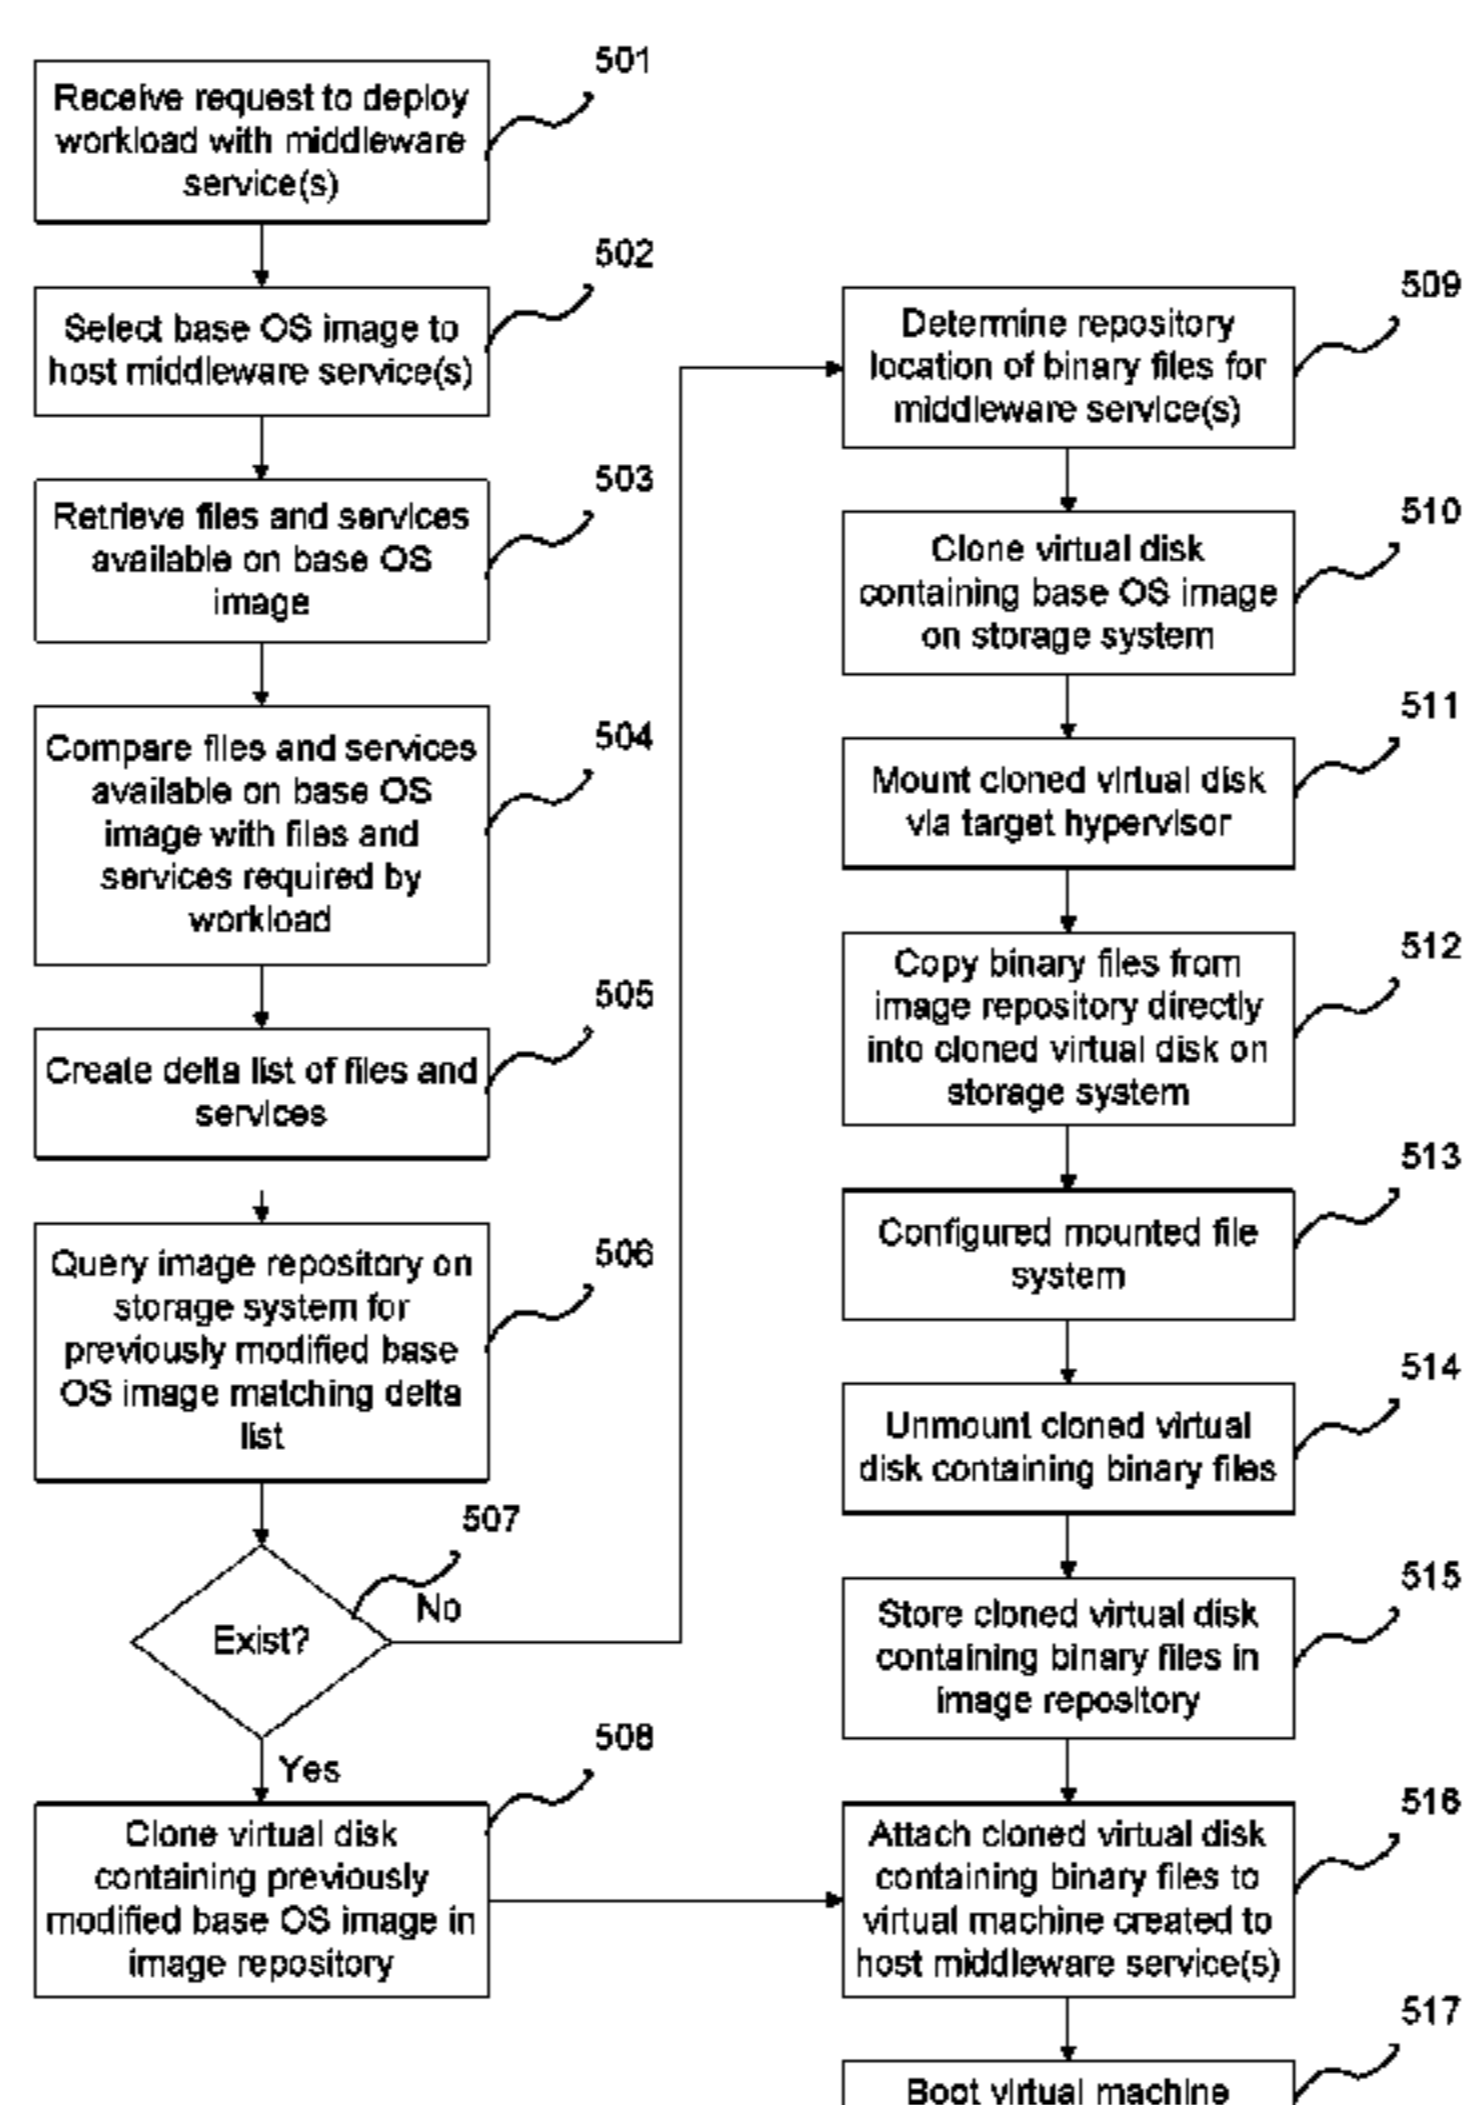 501
Receive request to deploy
workload with middleware
service(s)
502
Select base OS image to
host middleware service(s)
503
Retrieve files and services
available on base OS
image
504
Compare files and services
available on base OS
image with files and
services required by
workload
505
Create delta list of files and
services
506
Query image repository on
storage system for
previously modified base
OS image matching delta
list
507
Exist?
No
Yes
508
Clone virtual disk
containing previously
modified base OS image in
image repository
509
Determine repository
location of binary files for
middleware service(s)
510
Clone virtual disk
containing base OS image
on storage system
511
Mount cloned virtual disk
via target hypervisor
512
Copy binary files from
image repository directly
into cloned virtual disk on
storage system
513
Configured mounted file
system
514
Unmount cloned virtual
disk containing binary files
515
Store cloned virtual disk
containing binary files in
image repository
516
Attach cloned virtual disk
containing binary files to
virtual machine created to
host middleware service(s)
517
Boot virtual machine